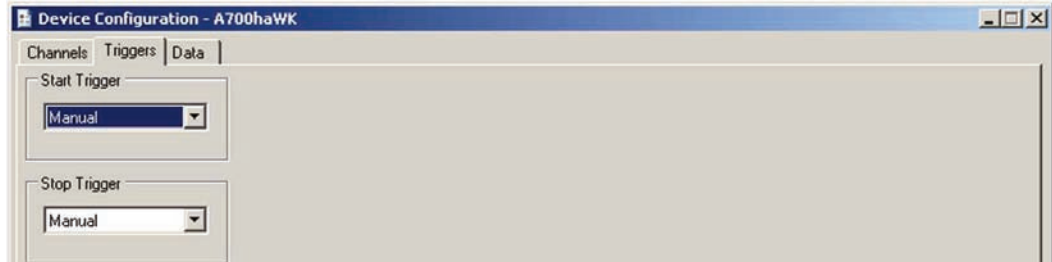 Device Configuration - A700haWK
Channels Triggers Data
Start Trigger
Manual
Stop Trigger
Manual